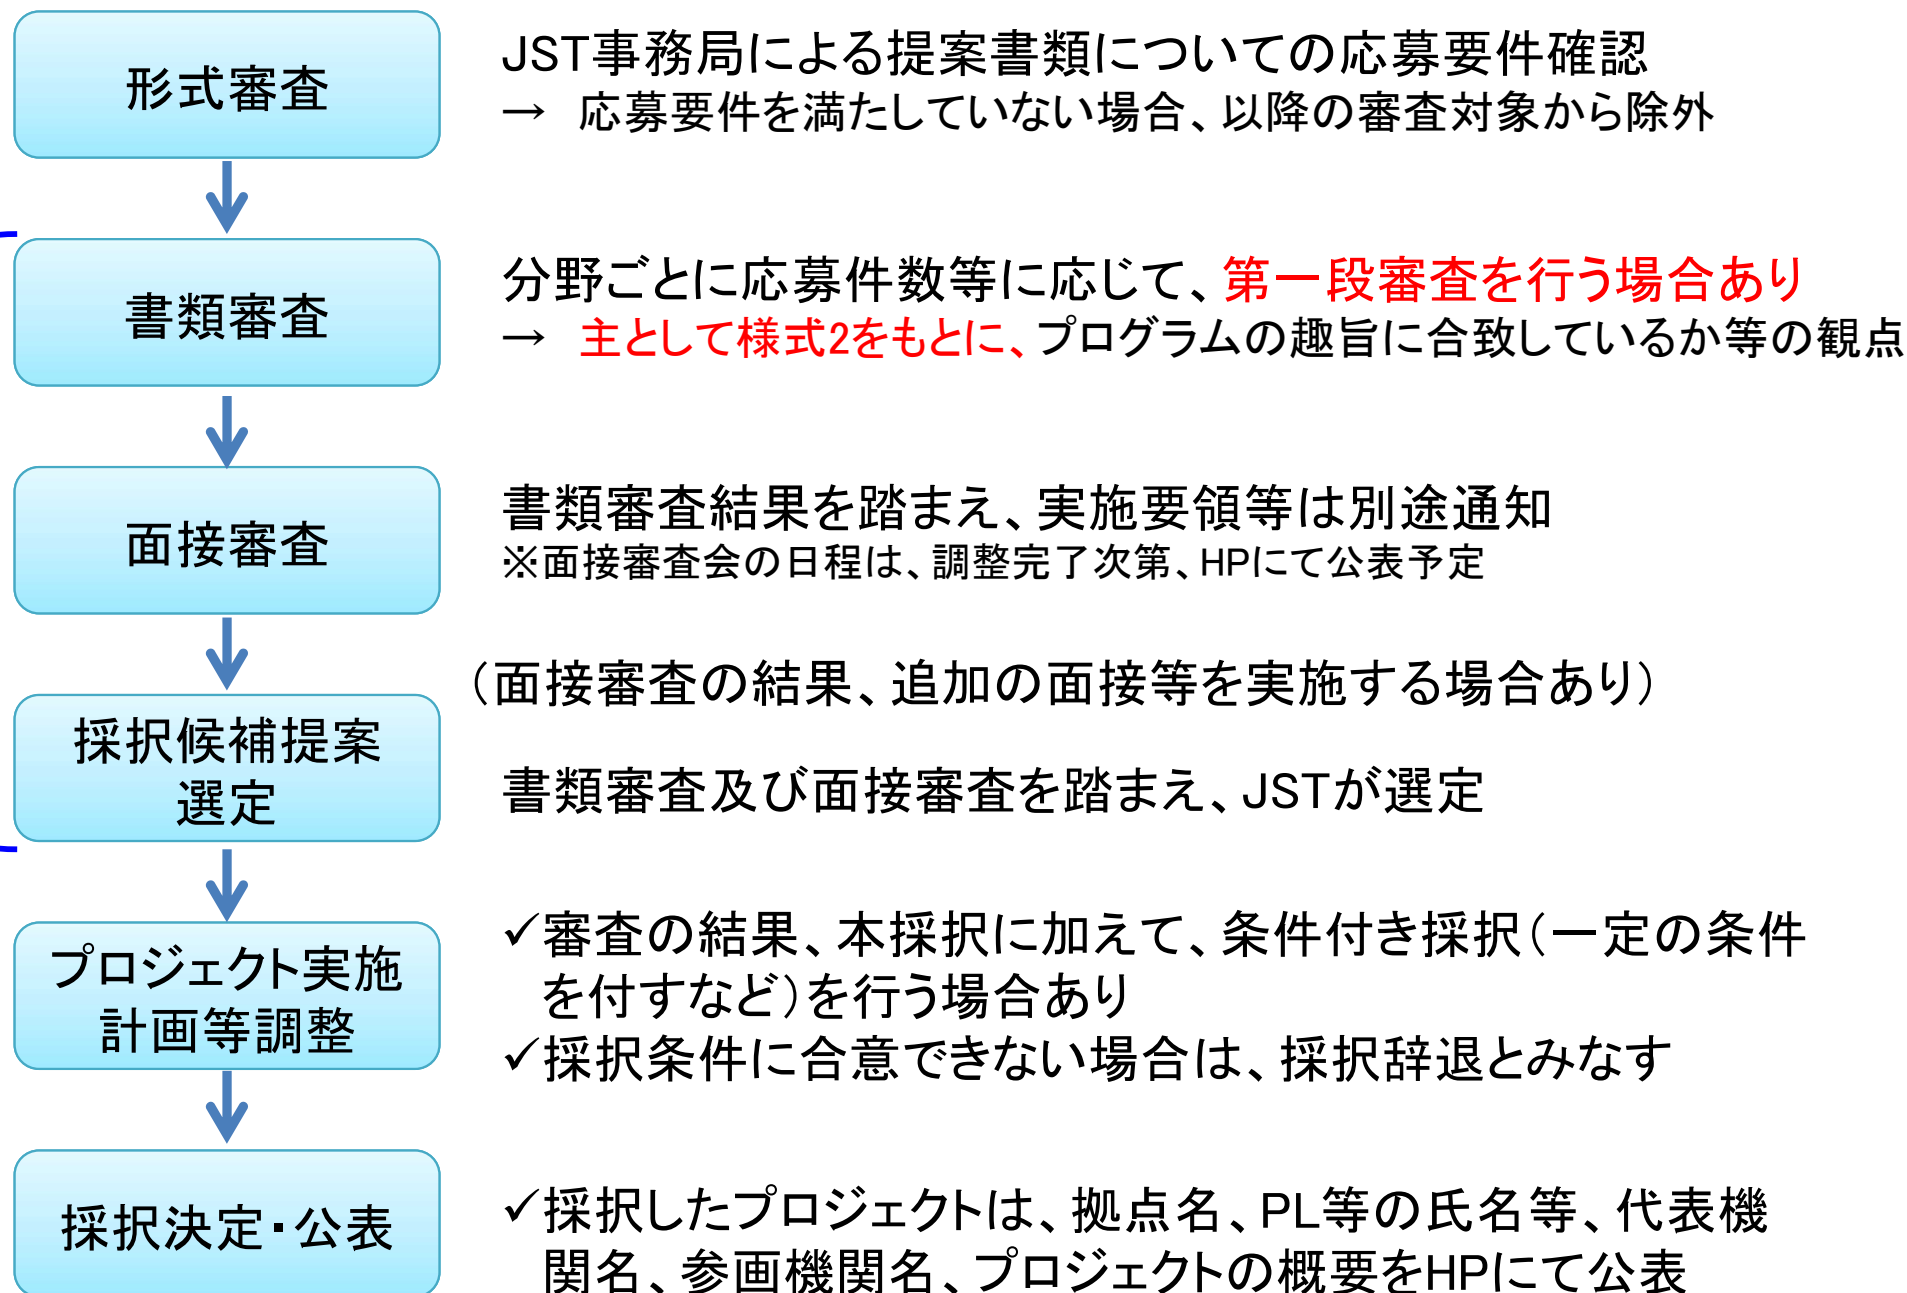 形式審査
JST事務局による提案書類についての応募要件確認
→ 応募要件を満たしていない場合、以降の審査対象から除外
書類審査
分野ごとに応募件数等に応じて、第一段審査を行う場合あり
→ 主として様式2をもとに、プログラムの趣旨に合致しているか等の観点
面接審査
書類審査結果を踏まえ、実施要領等は別途通知
※面接審査会の日程は、調整完了次第、HPにて公表予定
（面接審査の結果、追加の面接等を実施する場合あり）
採択候補提案
選定
書類審査及び面接審査を踏まえ、JSTが選定
プロジェクト実施
計画等調整
✓審査の結果、本採択に加えて、条件付き採択（一定の条件
を付すなど）を行う場合あり
✓採択条件に合意できない場合は、採択辞退とみなす
採択決定・公表
✓採択したプロジェクトは、拠点名、PL等の氏名等、代表機
関名、参画機関名、プロジェクトの概要をHPにて公表